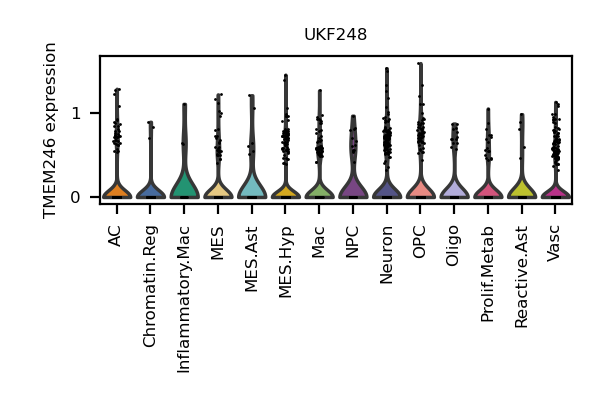 UKF248
TMEM246 expression
1
0
AC
Chromatin.Reg
Inflammatory.Mac
MES
MES.Ast
MES.Hyp
Mac
NPC
Neuron
OPC
Oligo
Prolif.Metab
Reactive.Ast
Vasc